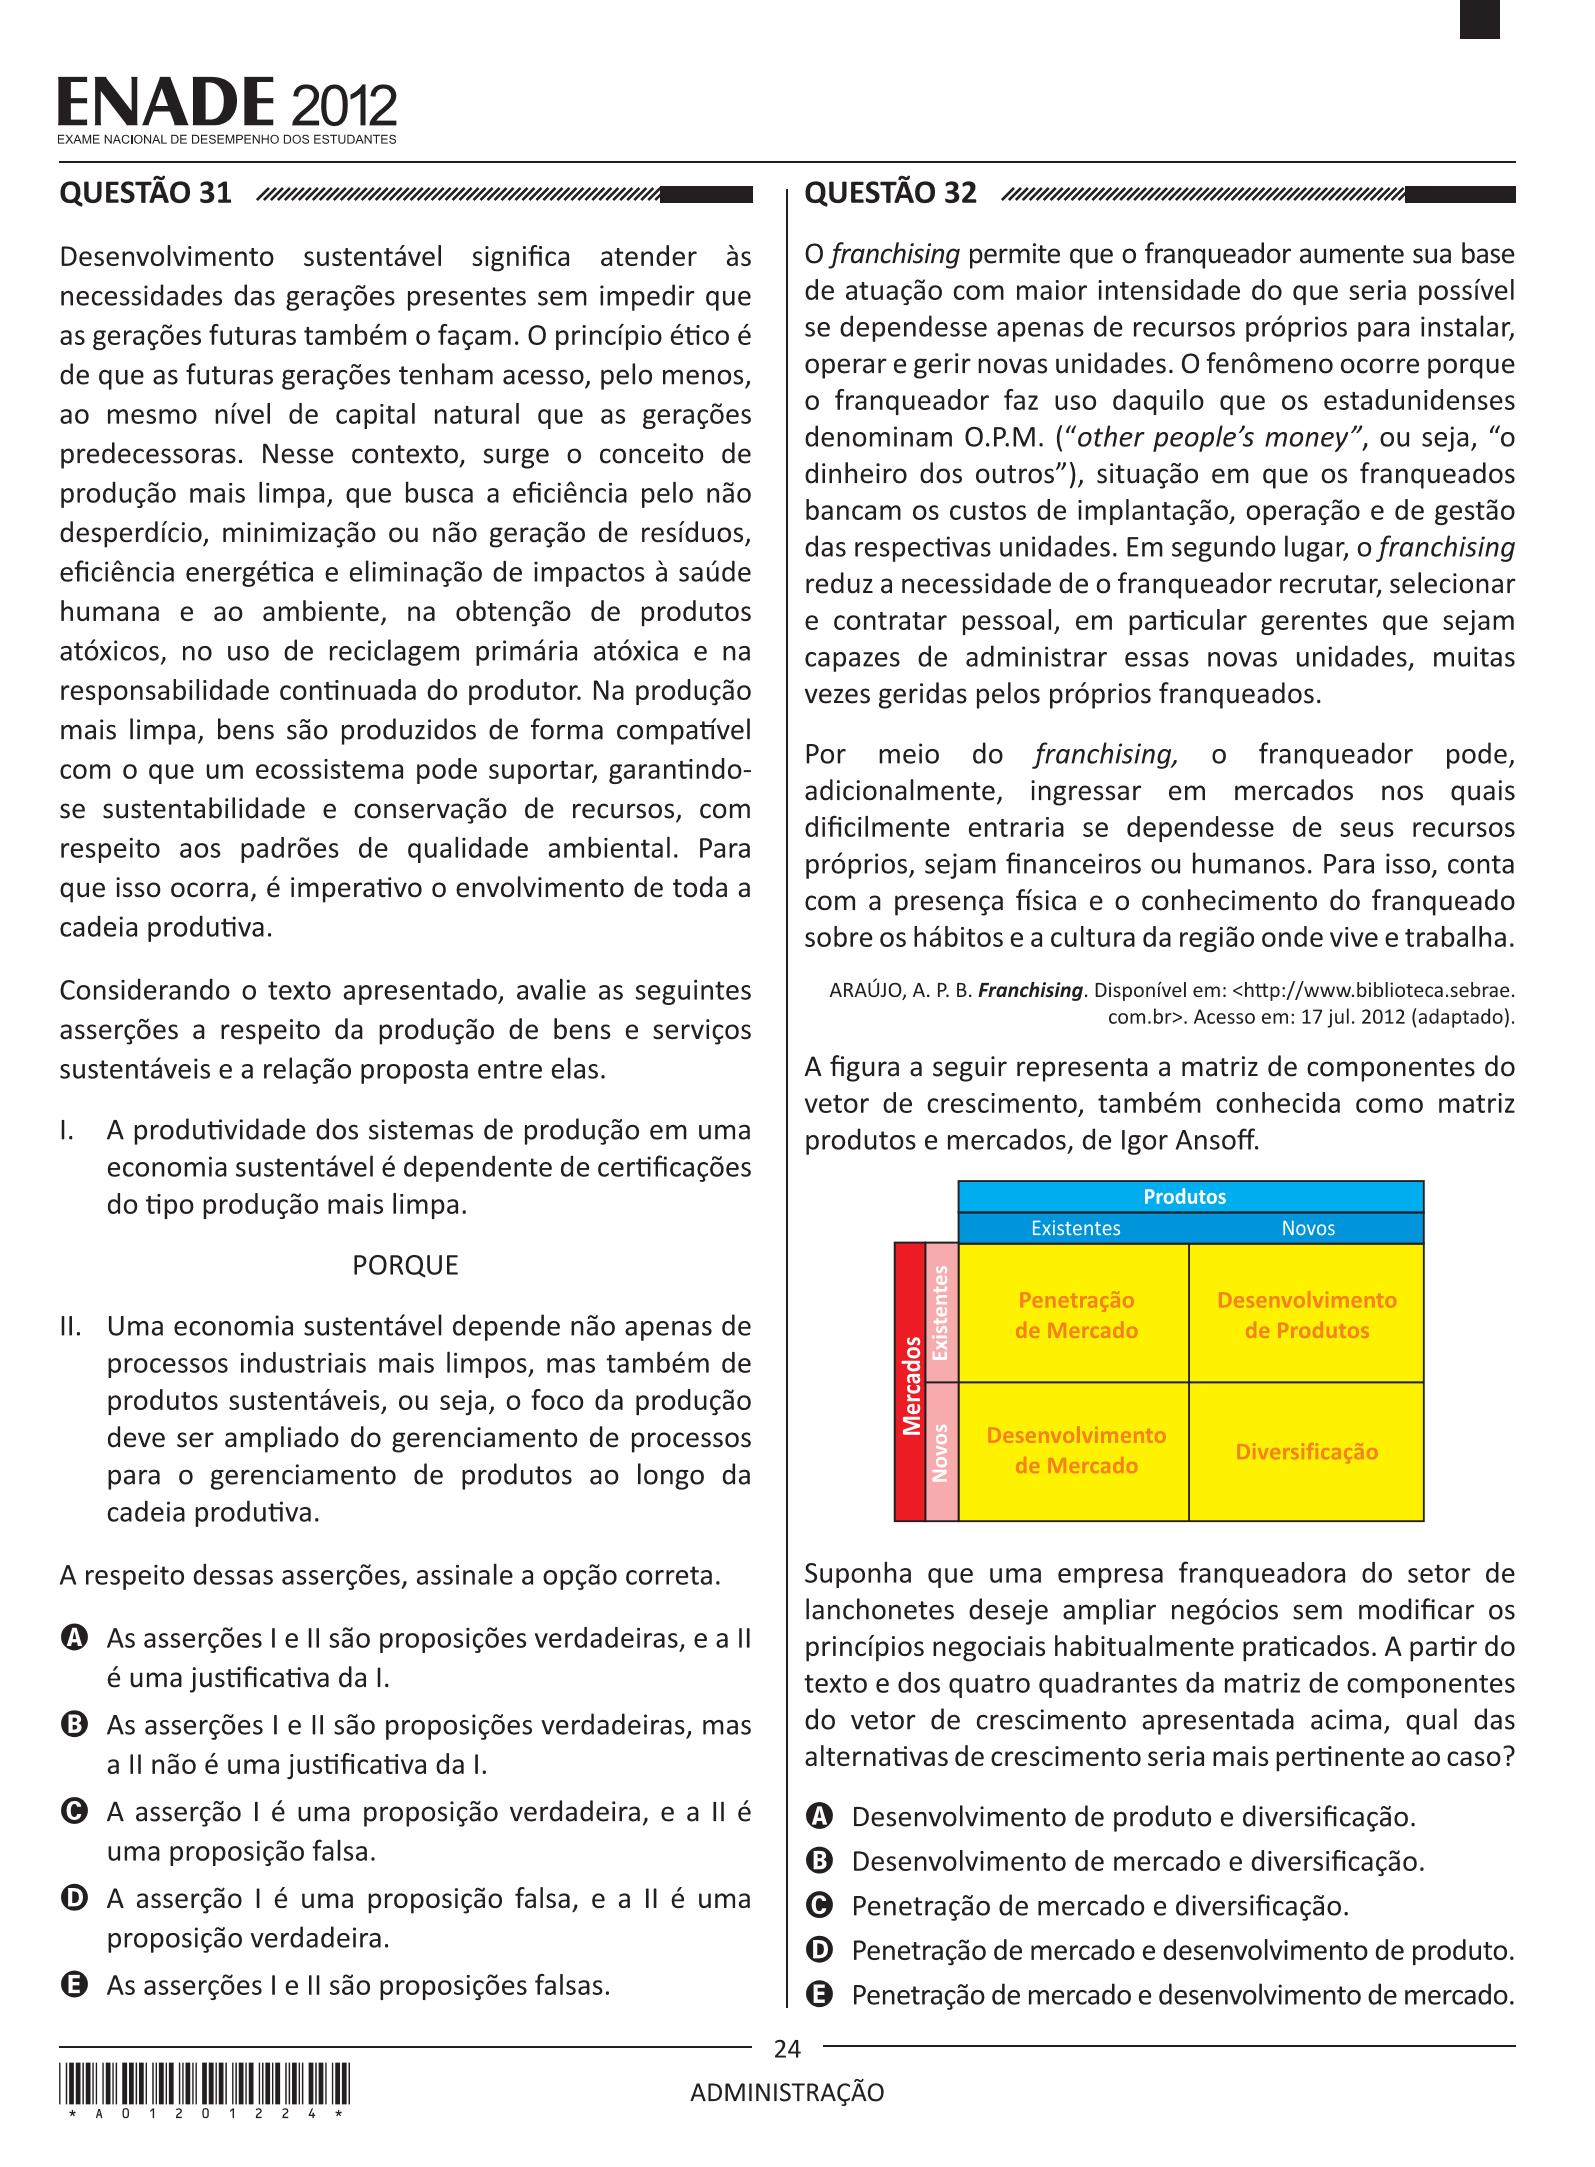 ENADE 2012
EXAME NACIONAL DE DESEMPENHO DOS ESTUDANTES
QUESTÃO 31
Desenvolvimento sustentável significa atender às
necessidades das gerações presentes sem impedir que
as gerações futuras também o façam. O princípio ético é
de que as futuras gerações tenham acesso, pelo menos,
ao mesmo nível de capital natural que as gerações
predecessoras. Nesse contexto, surge o conceito de
produção mais limpa, que busca a eficiência pelo não
desperdício, minimização ou não geração de resíduos,
eficiência energética e eliminação de impactos à saúde
humana e ao ambiente, na obtenção de produtos
atóxicos, no uso de reciclagem primária atóxica e na
responsabilidade continuada do produtor. Na produção
mais limpa, bens são produzidos de forma compatível
com o que um ecossistema pode suportar, garantindo-
se sustentabilidade e conservação de recursos, com
respeito aos padrões de qualidade ambiental. Para
que isso ocorra, é imperativo o envolvimento de toda a
cadeia produtiva.
Considerando o texto apresentado, avalie as seguintes
asserções a respeito da produção de bens e serviços
sustentáveis e a relação proposta entre elas.
I. A produtividade dos sistemas de produção em uma
economia sustentável é dependente de certificações
do tipo produção mais limpa.
PORQUE
II. Uma economia sustentável depende não apenas de
processos industriais mais limpos, mas também de
produtos sustentáveis, ou seja, o foco da produção
deve ser ampliado do gerenciamento de processos
para o gerenciamento de produtos ao longo da
cadeia produtiva.
A respeito dessas asserções, assinale a opção correta.
A As asserções I e II são proposições verdadeiras, e a II
é uma justificativa da I.
B As asserções I e II são proposições verdadeiras, mas
a II não é uma justificativa da I.
C A asserção I é uma proposição verdadeira, e a II é
uma proposição falsa.
D A asserção I é uma proposição falsa, e a II é uma
proposição verdadeira.
E As asserções I e II são proposições falsas.
QUESTÃO 32
O franchising permite que o franqueador aumente sua base
de atuação com maior intensidade do que seria possível
se dependesse apenas de recursos próprios para instalar,
operar e gerir novas unidades. O fenômeno ocorre porque
o franqueador faz uso daquilo que os estadunidenses
denominam O.P.M. (“other people’s money”, ou seja, “o
dinheiro dos outros”), situação em que os franqueados
bancam os custos de implantação, operação e de gestão
das respectivas unidades. Em segundo lugar, o franchising
reduz a necessidade de o franqueador recrutar, selecionar
e contratar pessoal, em particular gerentes que sejam
capazes de administrar essas novas unidades, muitas
vezes geridas pelos próprios franqueados.
Por meio do franchising, o franqueador pode,
adicionalmente, ingressar em mercados nos quais
dificilmente entraria se dependesse de seus recursos
próprios, sejam financeiros ou humanos. Para isso, conta
com a presença física e o conhecimento do franqueado
sobre os hábitos e a cultura da região onde vive e trabalha.
ARAÚJO, A. P. B. Franchising. Disponível em: <http://www.biblioteca.sebrae.
com.br>. Acesso em: 17 jul. 2012 (adaptado).
A figura a seguir representa a matriz de componentes do
vetor de crescimento, também conhecida como matriz
produtos e mercados, de Igor Ansoff.
Produtos
Existentes Novos
Mercados
Existentes
Penetração
de Mercado
Desenvolvimento
de Produtos
Novos
Desenvolvimento
de Mercado
Diversificação
Suponha que uma empresa franqueadora do setor de
lanchonetes deseje ampliar negócios sem modificar os
princípios negociais habitualmente praticados. A partir do
texto e dos quatro quadrantes da matriz de componentes
do vetor de crescimento apresentada acima, qual das
alternativas de crescimento seria mais pertinente ao caso?
A Desenvolvimento de produto e diversificação.
B Desenvolvimento de mercado e diversificação.
C Penetração de mercado e diversificação.
D Penetração de mercado e desenvolvimento de produto.
E Penetração de mercado e desenvolvimento de mercado.
24
ADMINISTRAÇÃO
* A 0 1 2 0 1 2 2 4 *